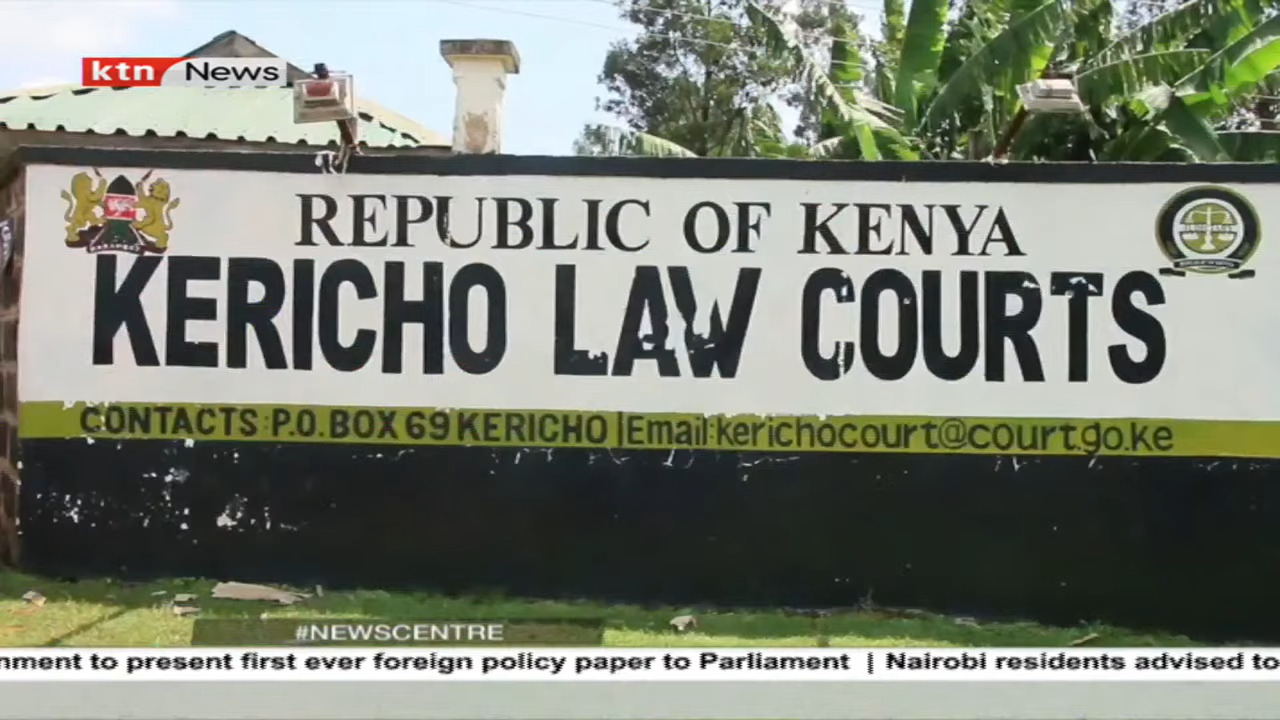 ktn News
REPUBLIC OF KENYA
KERICHO LAW COURTS
CONTACTS: P.O. BOX 69 KERICHO | Email:kerichocourt@court.go.ke
#NEWSCENTRE
nment to present first ever foreign policy paper to Parliament | Nairobi residents advised to